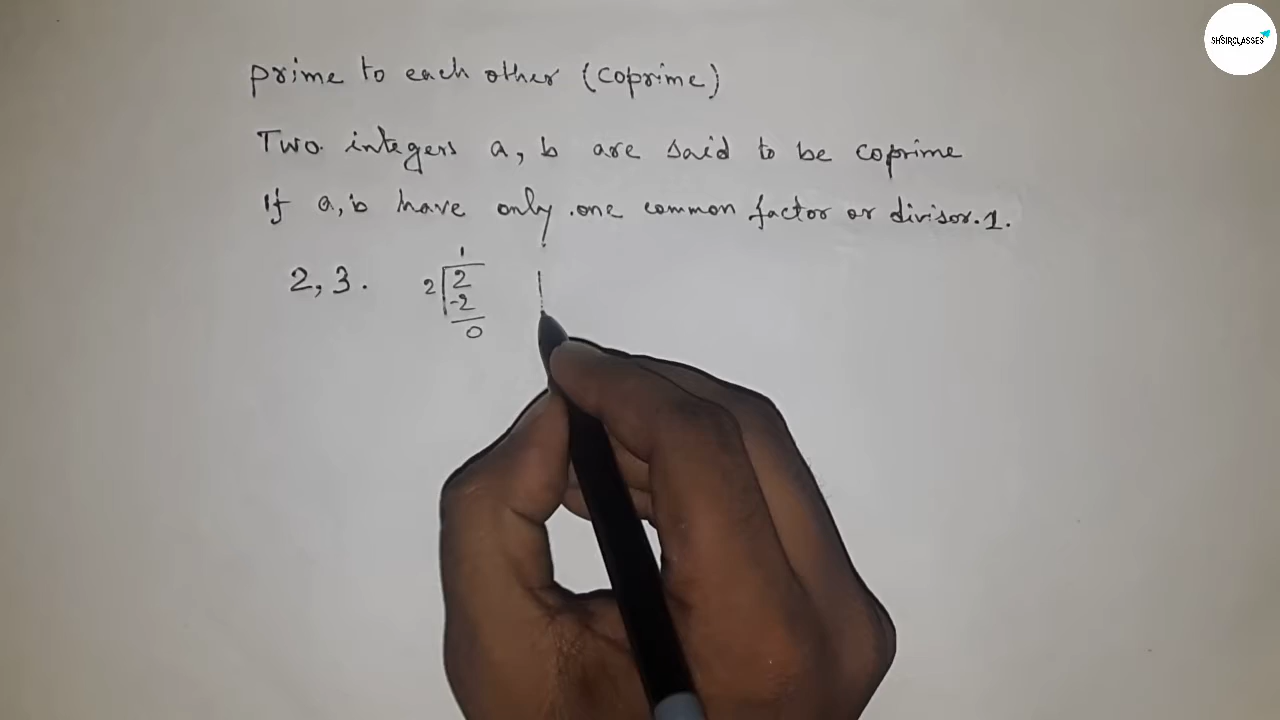 SHSIRCLASSES
prime to each other (coprime)
Two integers a, b are said to be coprime
If a, b have only one common factor or divisor. 1.
2, 3.
1
2 2
-2
0